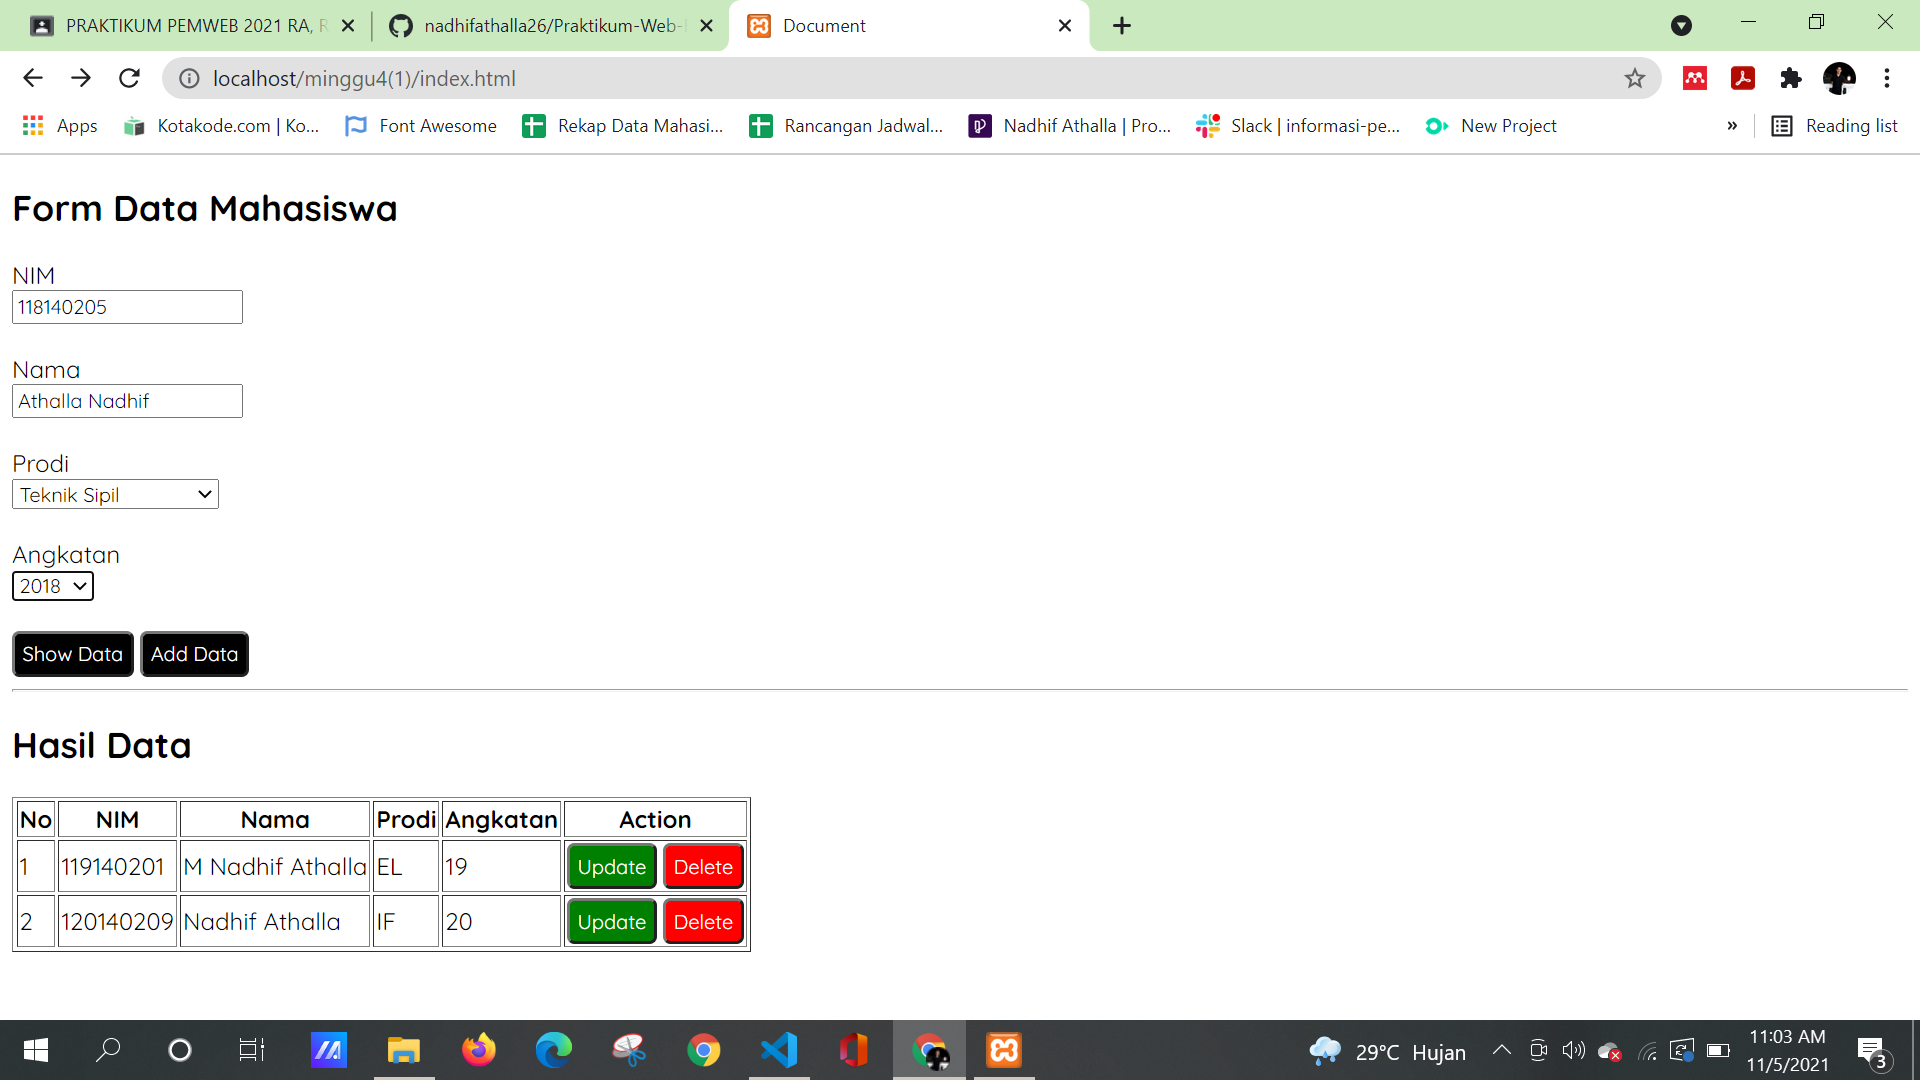 PRAKTIKUM PEMWEB 2021 RA, R
nadhifathalla26/Praktikum-Web-
Document
localhost/minggu4(1)/index.html
Apps
Kotakode.com | Ko...
Font Awesome
Rekap Data Mahasi...
Rancangan Jadwal...
Nadhif Athalla | Pro...
Slack | informasi-pe...
New Project
»
Reading list
Form Data Mahasiswa
NIM
118140205
Nama
Athalla Nadhif
Prodi
Teknik Sipil
Angkatan
2018
Show Data Add Data
Hasil Data
No NIM Nama Prodi Angkatan Action
1 119140201 M Nadhif Athalla EL 19 Update Delete
2 120140209 Nadhif Athalla IF 20 Update Delete
29°C Hujan
11:03 AM
11/5/2021
3